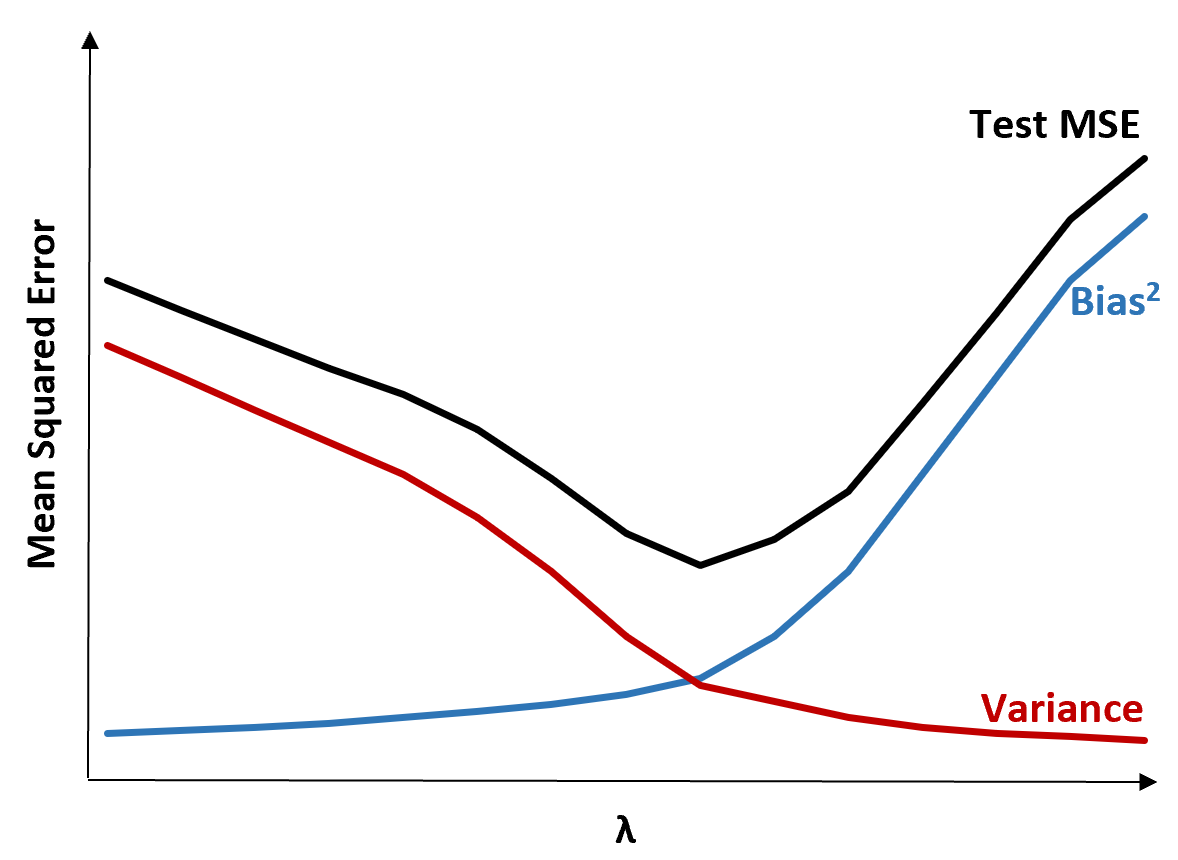 Test MSE
Bias²
Mean Squared Error
Variance
λ